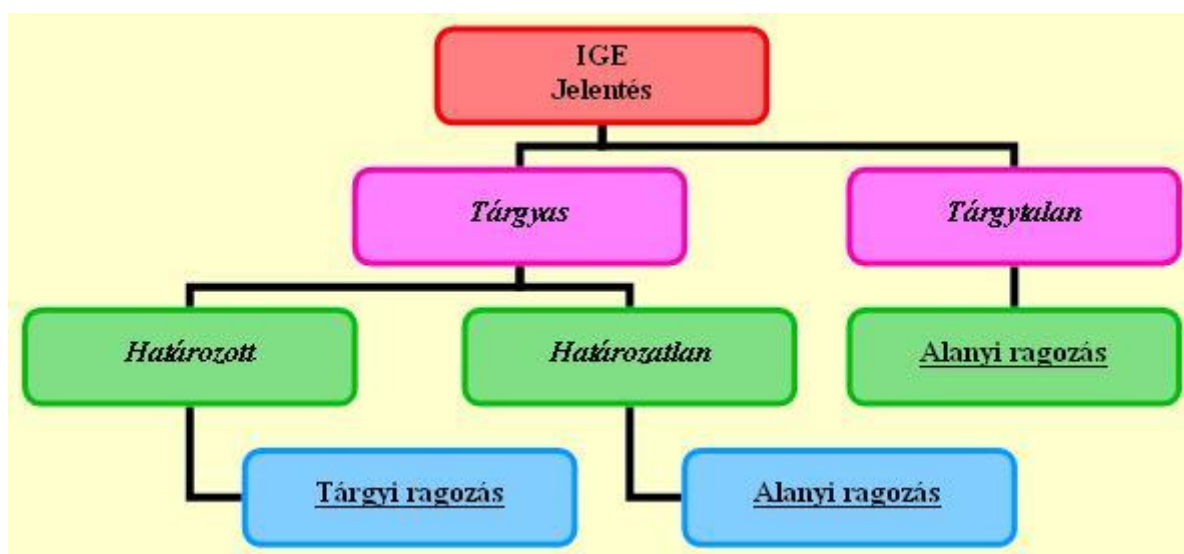 IGE
Jelentés
Tárgyas
Tárgytalan
Határozott
Határozatlan
Alanyi ragozás
Tárgyi ragozás
Alanyi ragozás